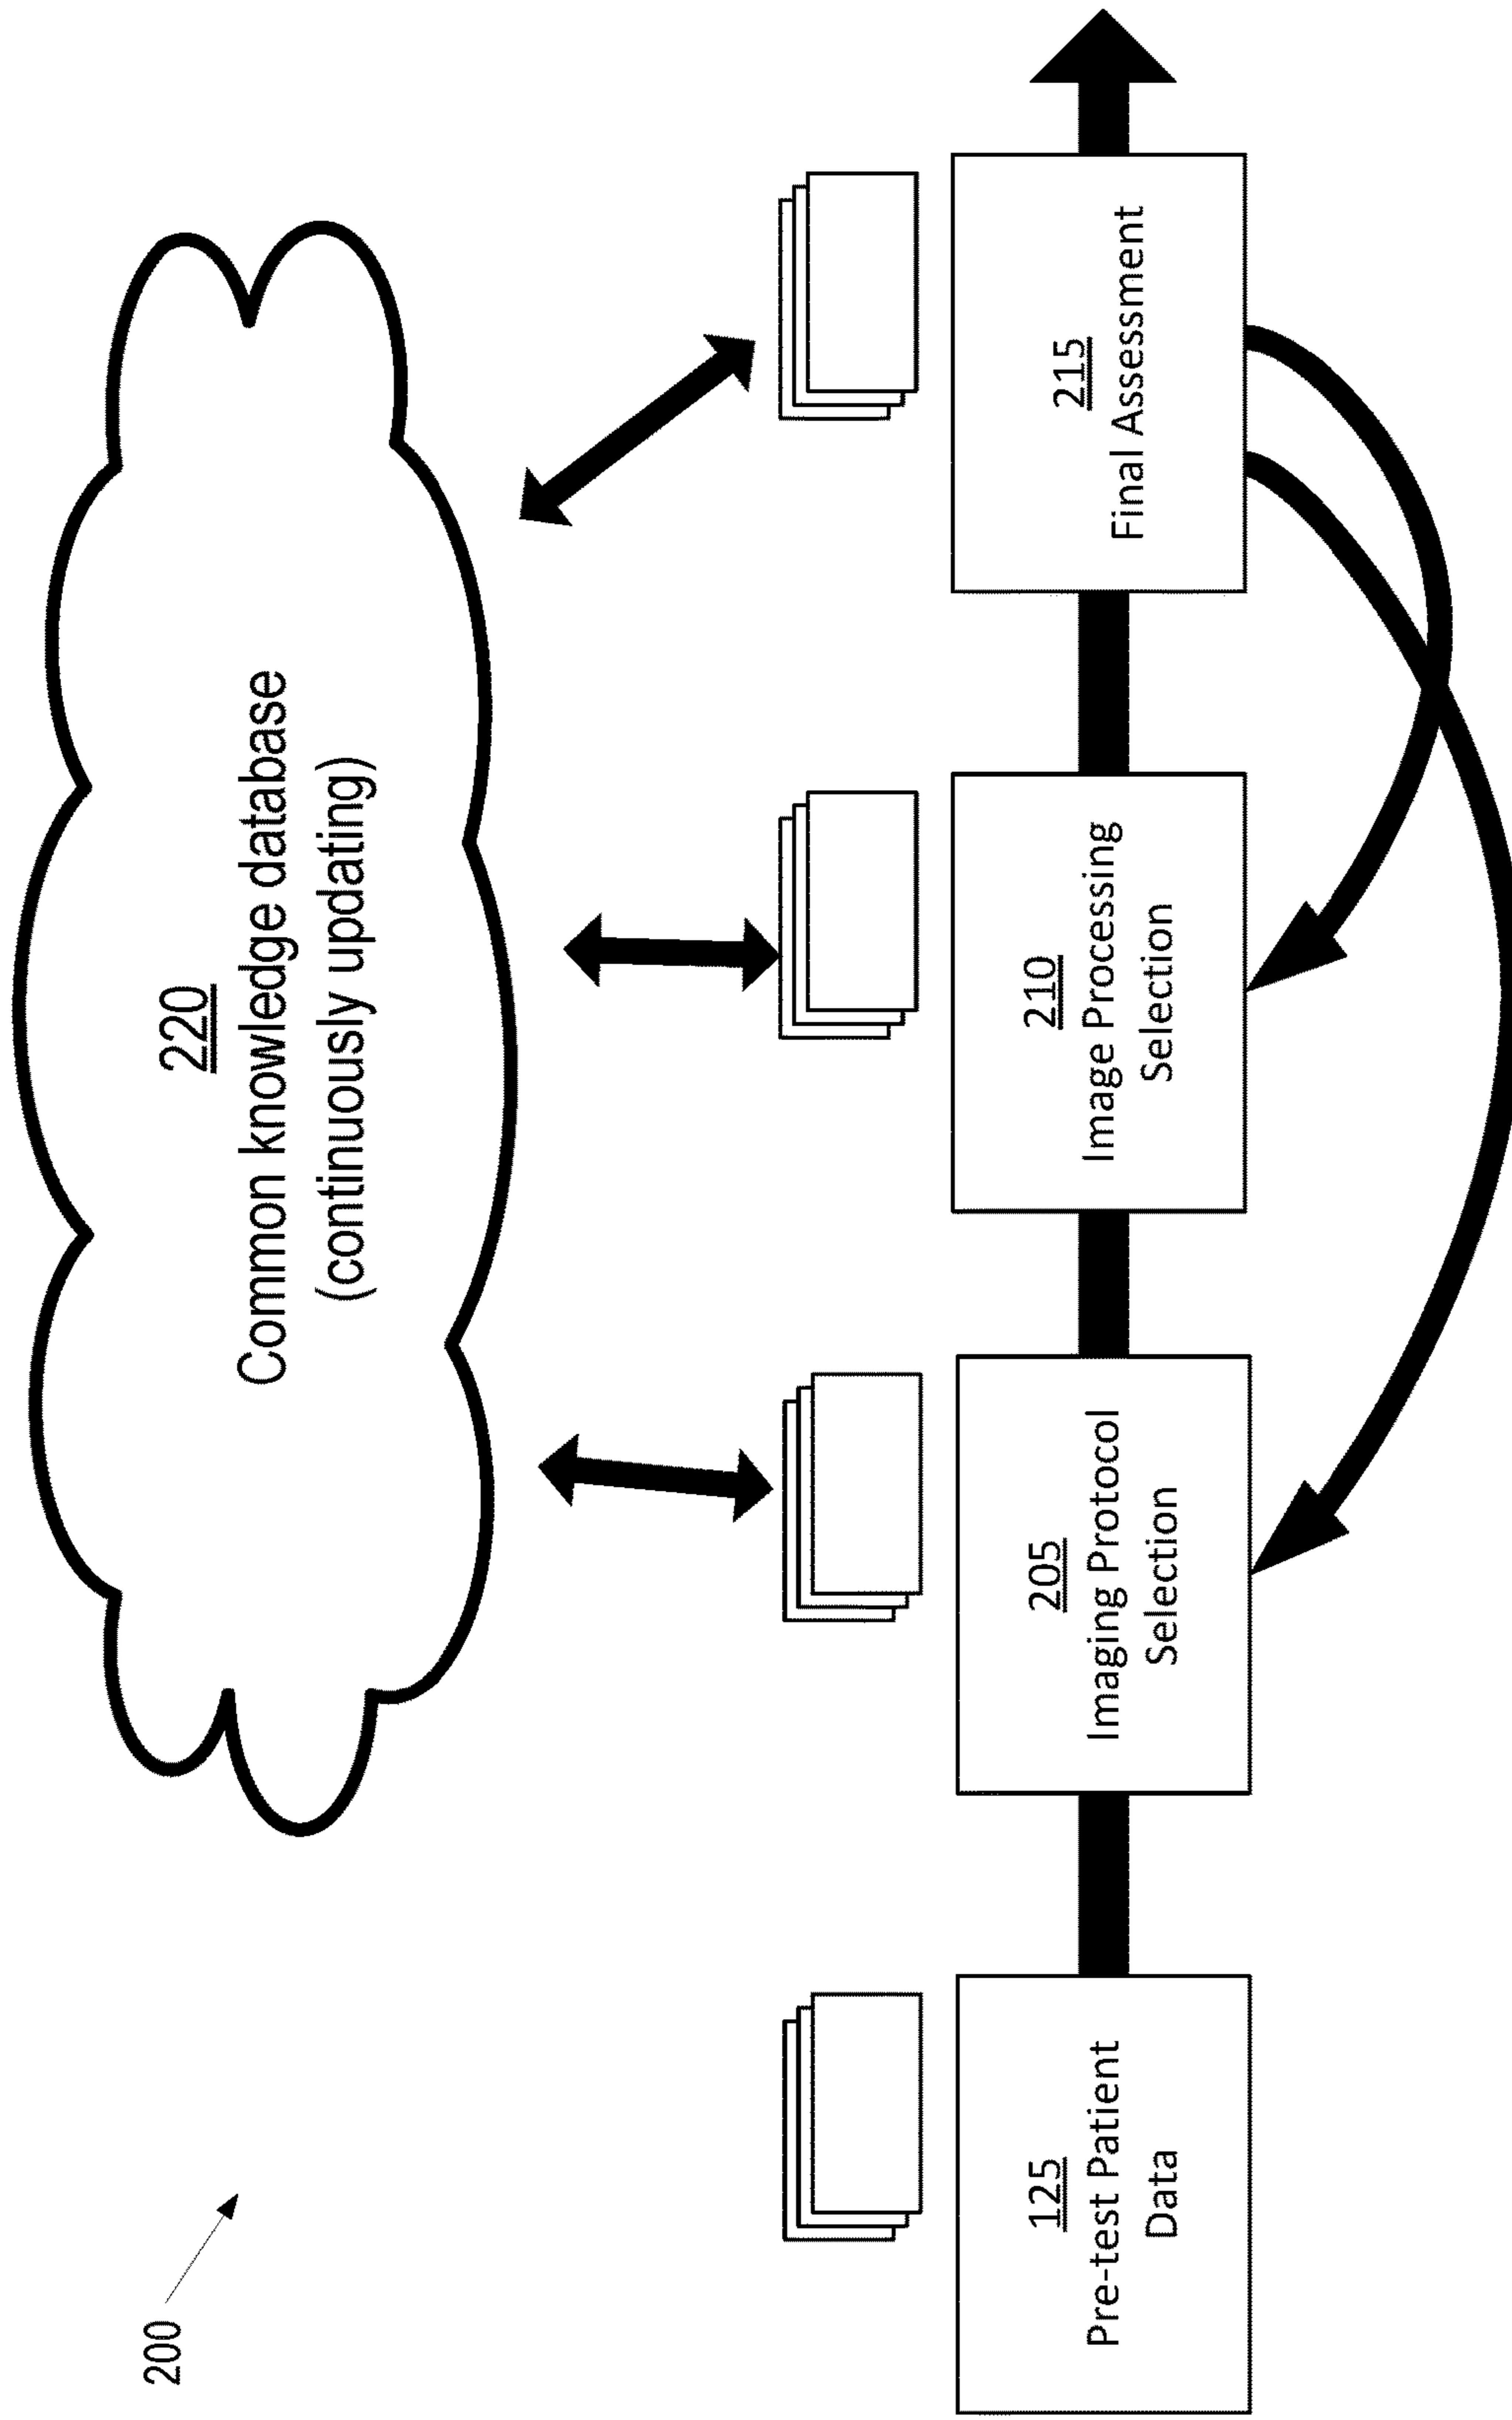 200
220
Common knowledge database
(continuously updating)
125
Pre-test Patient
Data
205
Imaging Protocol
Selection
210
Image Processing
Selection
215
Final Assessment